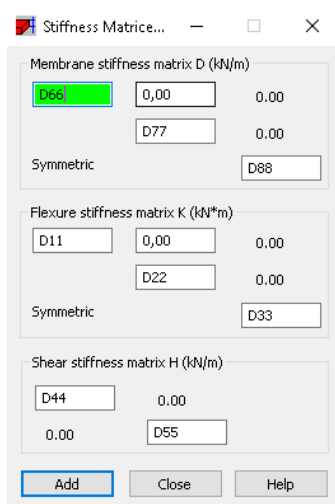 Stiffness Matrice...
Membrane stiffness matrix D (kN/m)
D66 0,00 0.00
D77 0.00
Symmetric D88
Flexure stiffness matrix K (kN*m)
D11 0,00 0.00
D22 0.00
Symmetric D33
Shear stiffness matrix H (kN/m)
D44 0.00
0.00 D55
Add Close Help